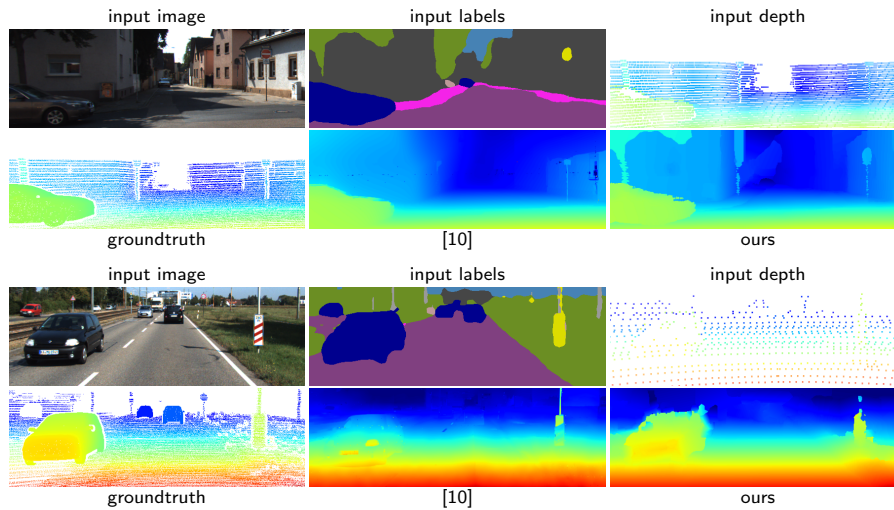 input image input labels input depth
groundtruth [10] ours
input image input labels input depth
groundtruth [10] ours